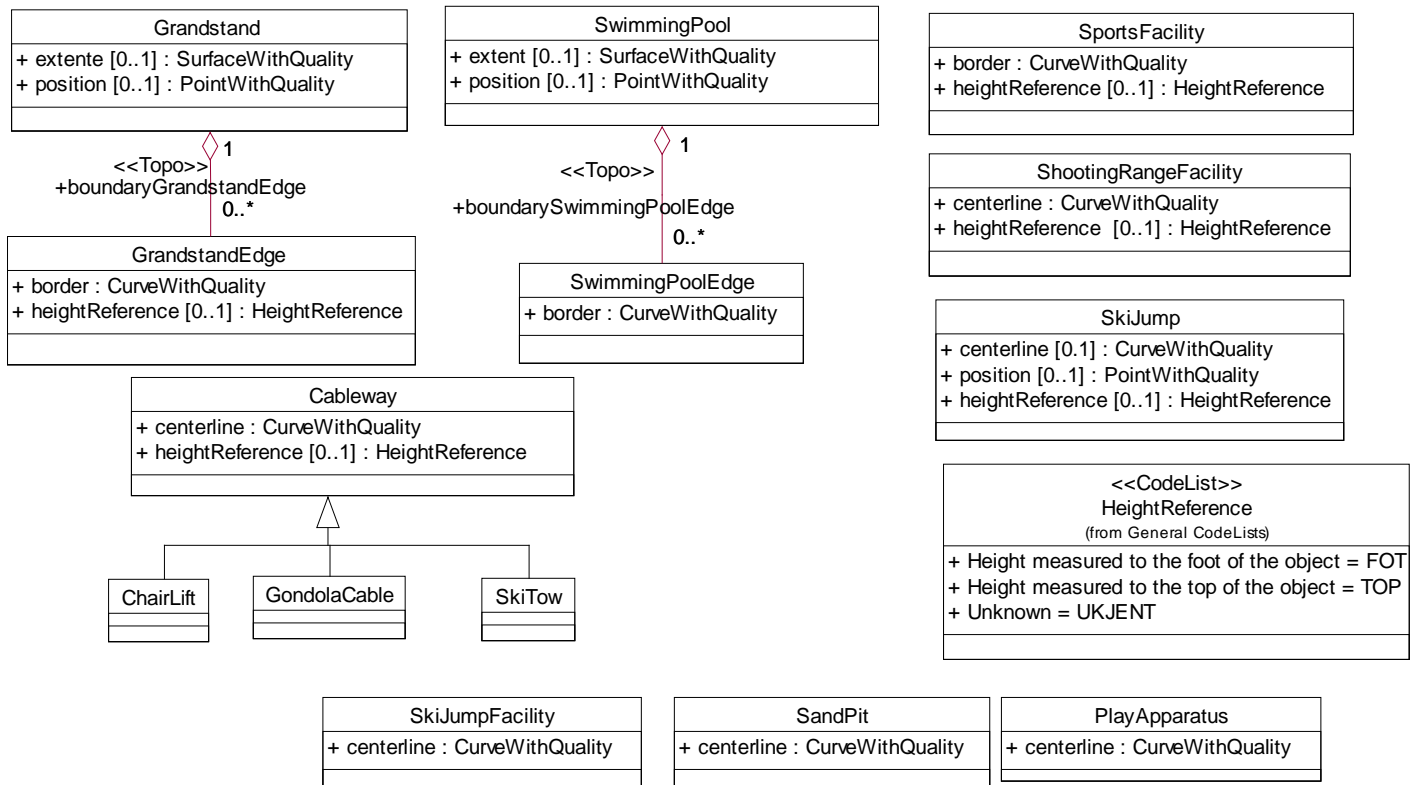 Grandstand
+ extente [0..1] : SurfaceWithQuality
+ position [0..1] : PointWithQuality
1
<<Topo>>
+boundaryGrandstandEdge
0..*
GrandstandEdge
+ border : CurveWithQuality
+ heightReference [0..1] : HeightReference
SwimmingPool
+ extent [0..1] : SurfaceWithQuality
+ position [0..1] : PointWithQuality
1
<<Topo>>
+boundarySwimmingPoolEdge
0..*
SwimmingPoolEdge
+ border : CurveWithQuality
SportsFacility
+ border : CurveWithQuality
+ heightReference [0..1] : HeightReference
ShootingRangeFacility
+ centerline : CurveWithQuality
+ heightReference [0..1] : HeightReference
SkiJump
+ centerline [0.1] : CurveWithQuality
+ position [0..1] : PointWithQuality
+ heightReference [0..1] : HeightReference
Cableway
+ centerline : CurveWithQuality
+ heightReference [0..1] : HeightReference
ChairLift
GondolaCable
SkiTow
<<CodeList>>
HeightReference
(from General CodeLists)
+ Height measured to the foot of the object = FOT
+ Height measured to the top of the object = TOP
+ Unknown = UKJENT
SkiJumpFacility
+ centerline : CurveWithQuality
SandPit
+ centerline : CurveWithQuality
PlayApparatus
+ centerline : CurveWithQuality